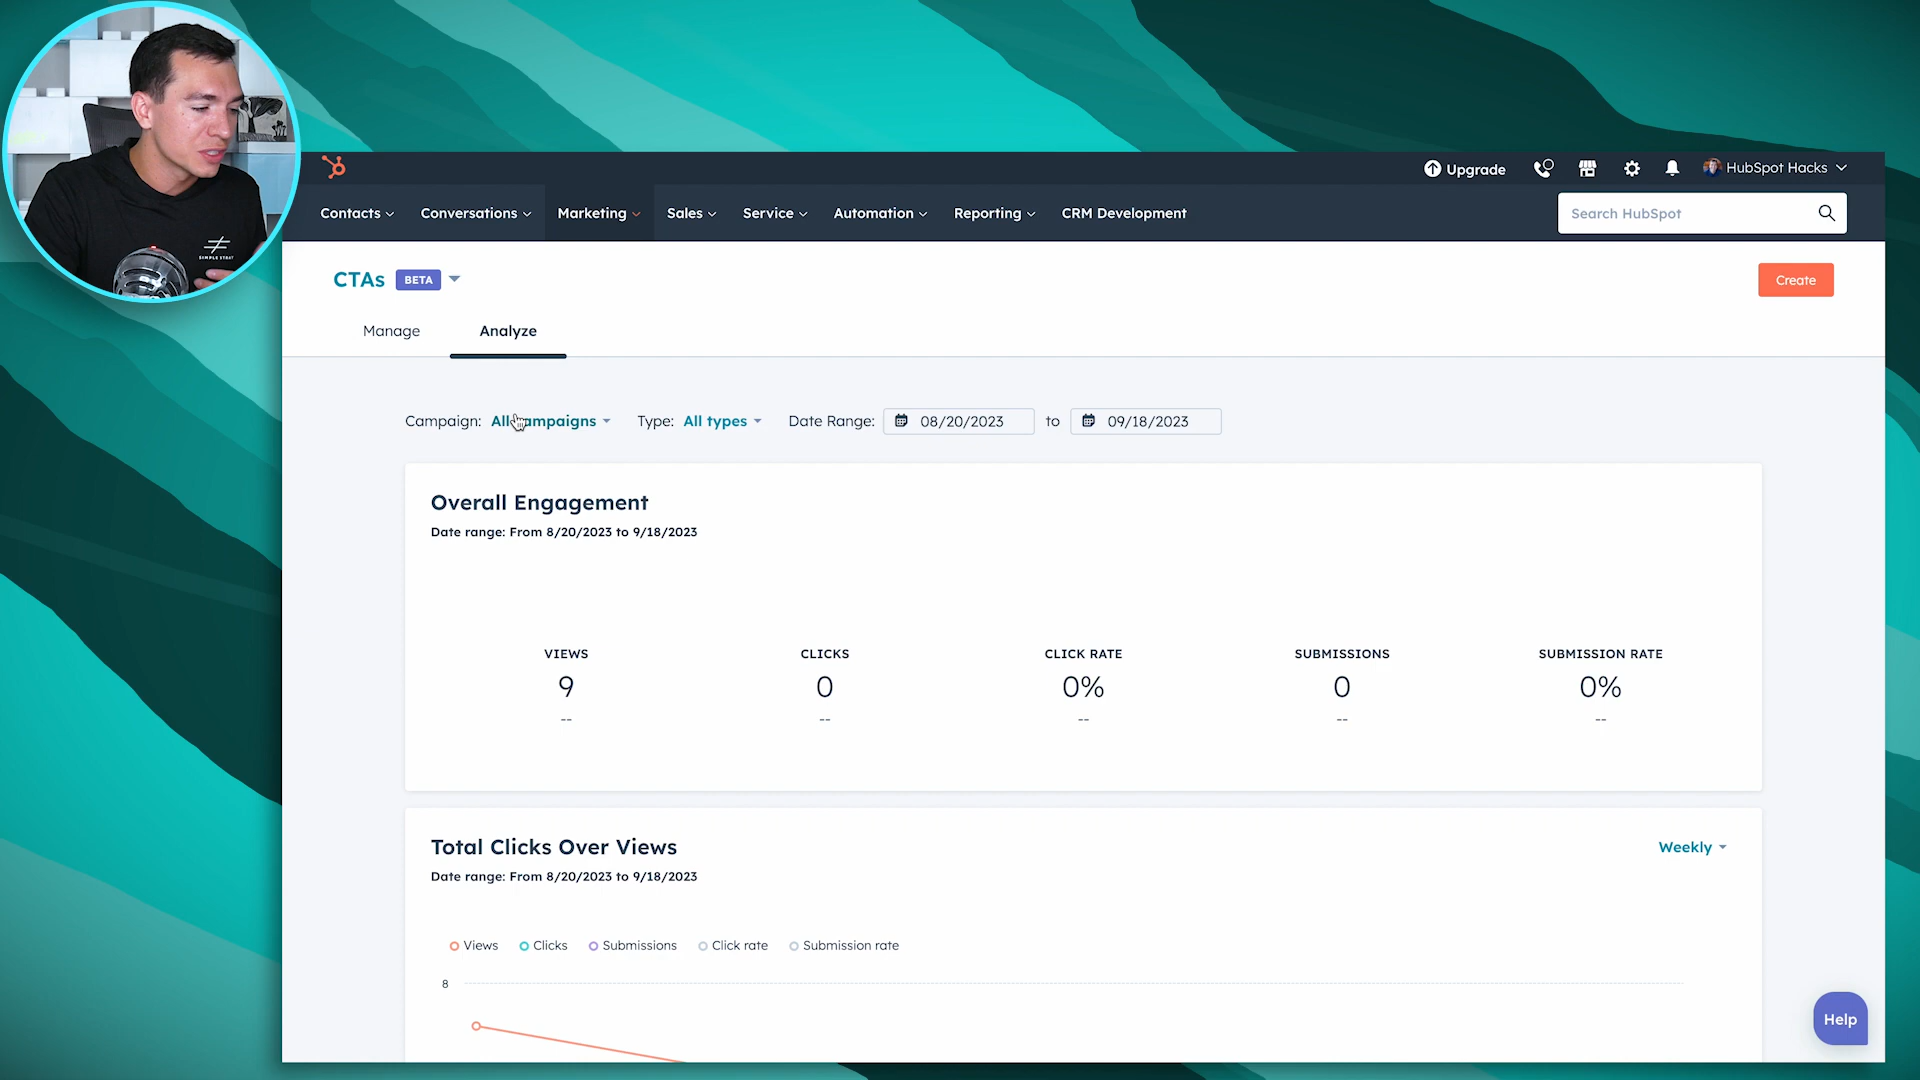 SIMPLE STRAT
Upgrade
HubSpot Hacks
Contacts
Conversations
Marketing
Sales
Service
Automation
Reporting
CRM Development
Search HubSpot
CTAs
BETA
Create
Manage
Analyze
Campaign:
All campaigns
Type:
All types
Date Range:
08/20/2023
to
09/18/2023
Overall Engagement
Date range: From 8/20/2023 to 9/18/2023
VIEWS
CLICKS
CLICK RATE
SUBMISSIONS
SUBMISSION RATE
9
0
0%
0
0%
--
--
--
--
--
Total Clicks Over Views
Weekly
Date range: From 8/20/2023 to 9/18/2023
Views
Clicks
Submissions
Click rate
Submission rate
8
Help